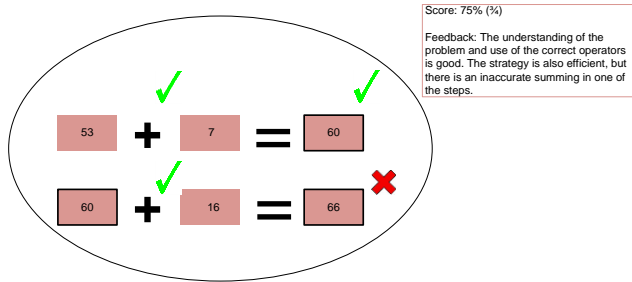 Score: 75% (¾)
Feedback: The understanding of the
problem and use of the correct operators
is good. The strategy is also efficient, but
there is an inaccurate summing in one of
the steps.
53 + 7 = 60
60 + 16 = 66